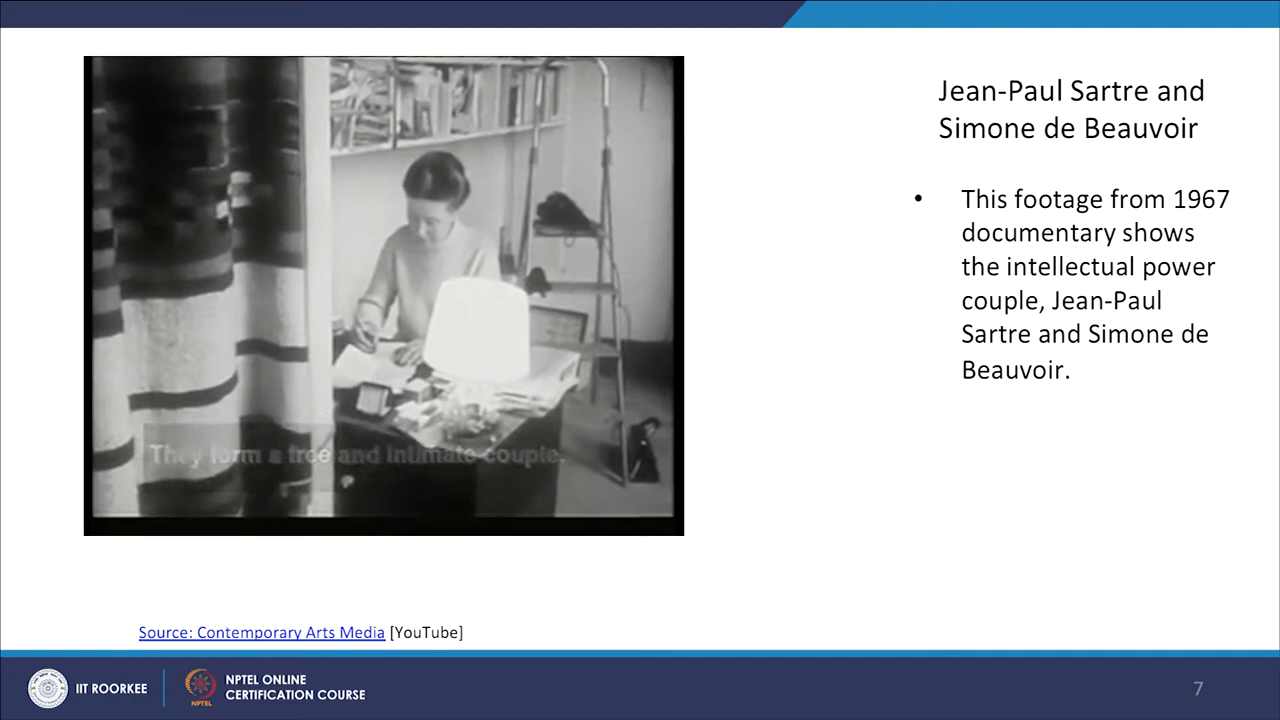 Jean-Paul Sartre and
Simone de Beauvoir
• This footage from 1967
documentary shows
the intellectual power
couple, Jean-Paul
Sartre and Simone de
Beauvoir.
They form a free and intimate couple.
Source: Contemporary Arts Media [YouTube]
IIT ROORKEE
NPTEL
NPTEL ONLINE
CERTIFICATION COURSE
7